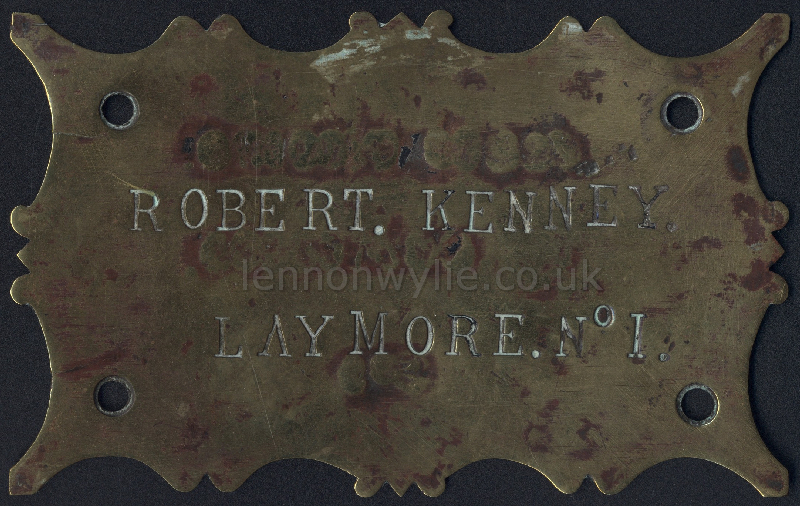 ROBERT. KENNEY.
lennonwylie.co.uk
LAYMORE. Nº I.